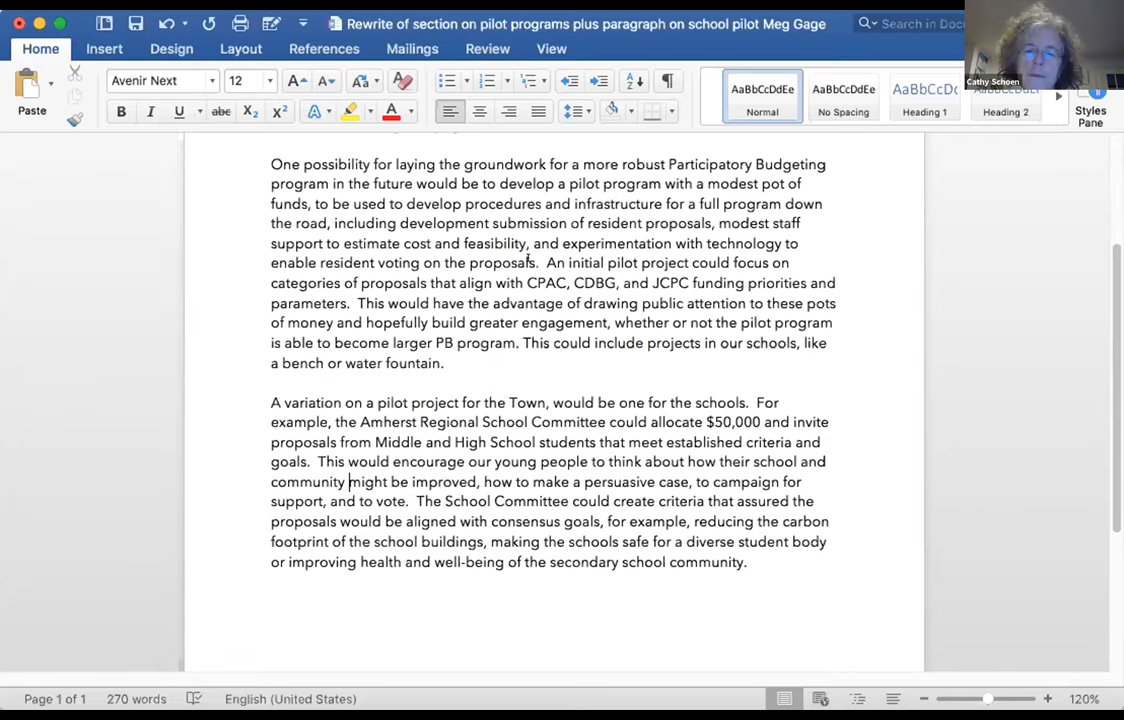 Rewrite of section on pilot programs plus paragraph on school pilot Meg Gage
Search in Doc
Home Insert Design Layout References Mailings Review View
Cathy Schoen
Paste
Avenir Next 12
AaBbCcDdEe AaBbCcDdEe AaBbCcDc AaBbCcDdEe
Normal No Spacing Heading 1 Heading 2
Styles
Pane
One possibility for laying the groundwork for a more robust Participatory Budgeting
program in the future would be to develop a pilot program with a modest pot of
funds, to be used to develop procedures and infrastructure for a full program down
the road, including development submission of resident proposals, modest staff
support to estimate cost and feasibility, and experimentation with technology to
enable resident voting on the proposals.  An initial pilot project could focus on
categories of proposals that align with CPAC, CDBG, and JCPC funding priorities and
parameters.  This would have the advantage of drawing public attention to these pots
of money and hopefully build greater engagement, whether or not the pilot program
is able to become larger PB program. This could include projects in our schools, like
a bench or water fountain.
A variation on a pilot project for the Town, would be one for the schools.  For
example, the Amherst Regional School Committee could allocate $50,000 and invite
proposals from Middle and High School students that meet established criteria and
goals.  This would encourage our young people to think about how their school and
community might be improved, how to make a persuasive case, to campaign for
support, and to vote.  The School Committee could create criteria that assured the
proposals would be aligned with consensus goals, for example, reducing the carbon
footprint of the school buildings, making the schools safe for a diverse student body
or improving health and well-being of the secondary school community.
Page 1 of 1 270 words English (United States) 120%